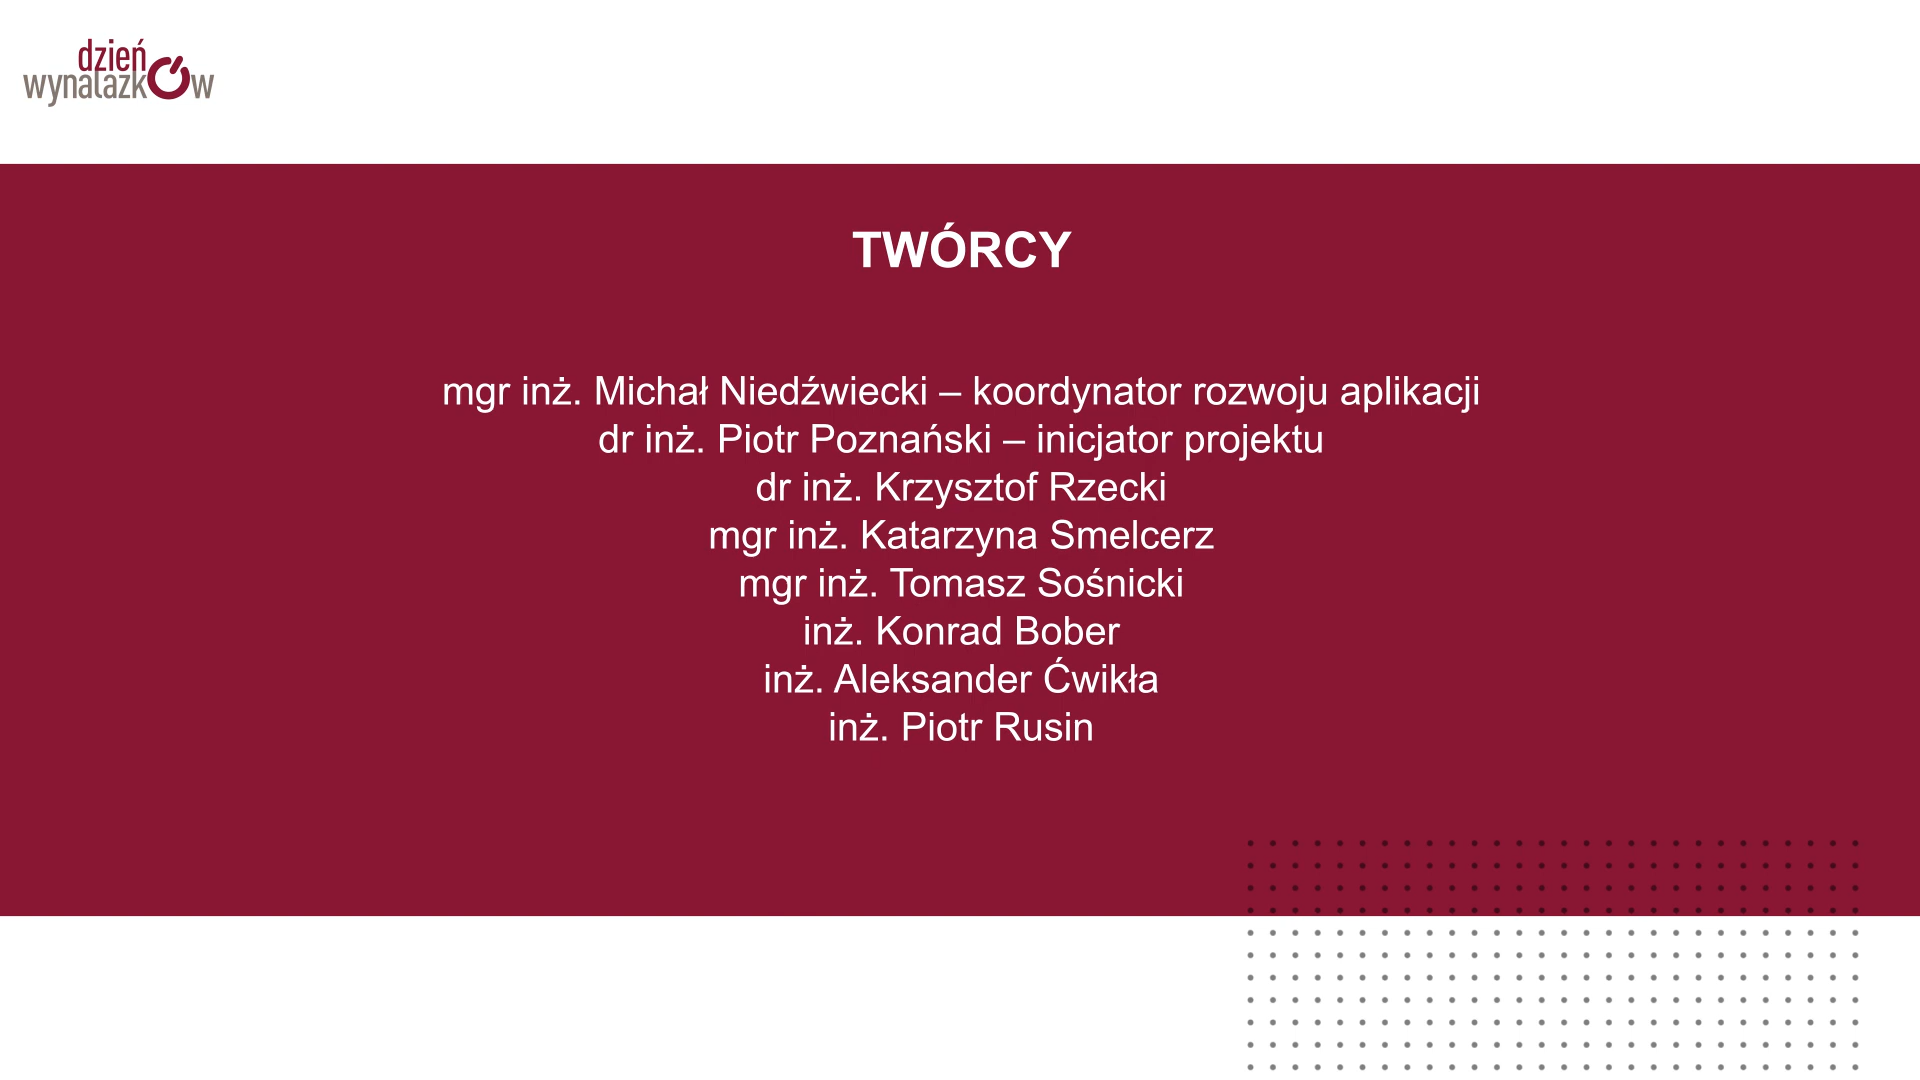 dzień
wynalazków
TWÓRCY
mgr inż. Michał Niedźwiecki – koordynator rozwoju aplikacji
dr inż. Piotr Poznański – inicjator projektu
dr inż. Krzysztof Rzecki
mgr inż. Katarzyna Smelcerz
mgr inż. Tomasz Sośnicki
inż. Konrad Bober
inż. Aleksander Ćwikła
inż. Piotr Rusin